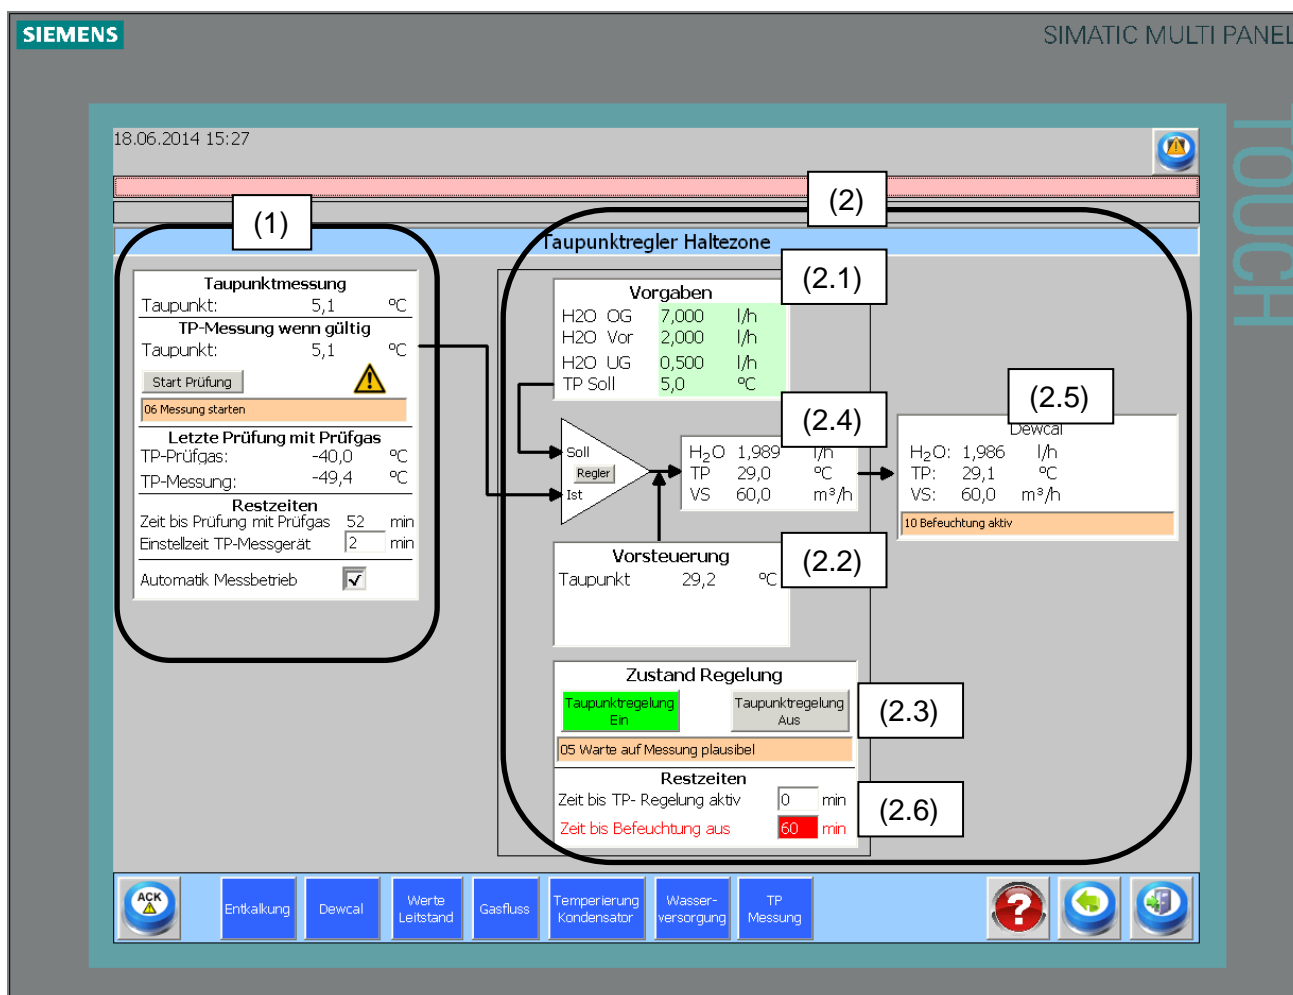 SIEMENS
SIMATIC MULTI PANEL
TOUCH
18.06.2014 15:27
(1)
(2)
Taupunktregler Haltezone
Taupunktmessung
Taupunkt: 5,1 ºC
TP-Messung wenn gültig
Taupunkt: 5,1 ºC
Start Prüfung
06 Messung starten
Letzte Prüfung mit Prüfgas
TP-Prüfgas: -40,0 ºC
TP-Messung: -49,4 ºC
Restzeiten
Zeit bis Prüfung mit Prüfgas 52 min
Einstellzeit TP-Messgerät 2 min
Automatik Messbetrieb
(2.1)
Vorgaben
H2O OG 7,000 l/h
H2O Vor 2,000 l/h
H2O UG 0,500 l/h
TP Soll 5,0 ºC
Soll
Regler
Ist
(2.4)
H₂O 1,989 l/h
TP 29,0 ºC
VS 60,0 m³/h
(2.5)
Dewcal
H₂O: 1,986 l/h
TP: 29,1 ºC
VS: 60,0 m³/h
10 Befeuchtung aktiv
(2.2)
Vorsteuerung
Taupunkt 29,2 ºC
Zustand Regelung
Taupunktregelung
Ein
Taupunktregelung
Aus
(2.3)
05 Warte auf Messung plausibel
Restzeiten
Zeit bis TP- Regelung aktiv 0 min
Zeit bis Befeuchtung aus 60 min
(2.6)
ACK
Entkalkung
Dewcal
Werte
Leitstand
Gasfluss
Temperierung
Kondensator
Wasser-
versorgung
TP
Messung
?